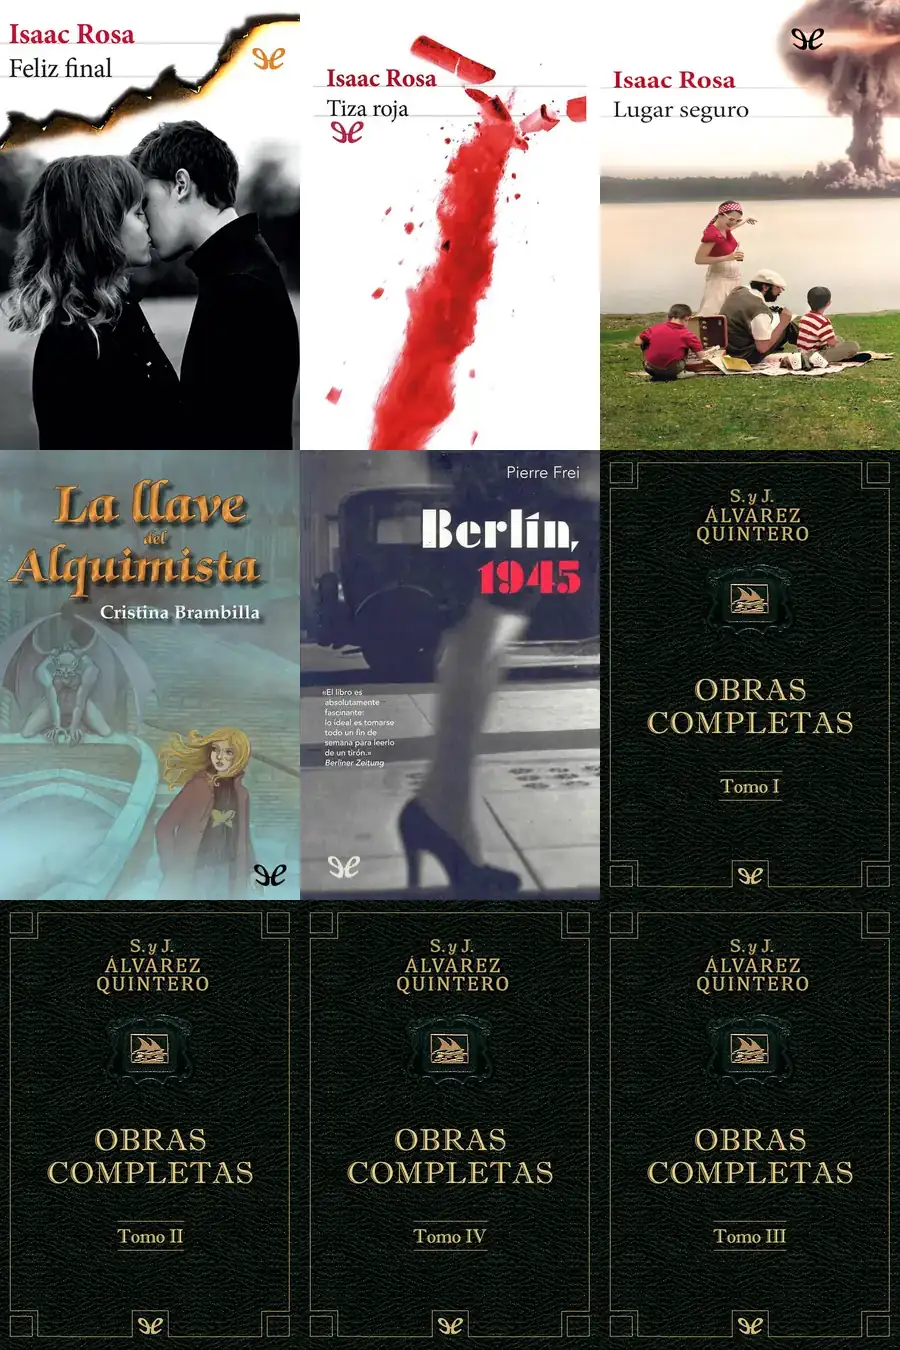 Isaac Rosa
Feliz final
Isaac Rosa
Tiza roja
Isaac Rosa
Lugar seguro
La llave
del
Alquimista
Cristina Brambilla
Pierre Frei
Berlín,
1945
«El libro es
absolutamente
fascinante:
lo ideal es tomarse
todo un fin de
semana para leerlo
de un tirón.»
Berliner Zeitung
S. y J.
ÁLVAREZ
QUINTERO
OBRAS
COMPLETAS
Tomo I
S. y J.
ÁLVAREZ
QUINTERO
OBRAS
COMPLETAS
Tomo II
S. y J.
ÁLVAREZ
QUINTERO
OBRAS
COMPLETAS
Tomo IV
S. y J.
ÁLVAREZ
QUINTERO
OBRAS
COMPLETAS
Tomo III